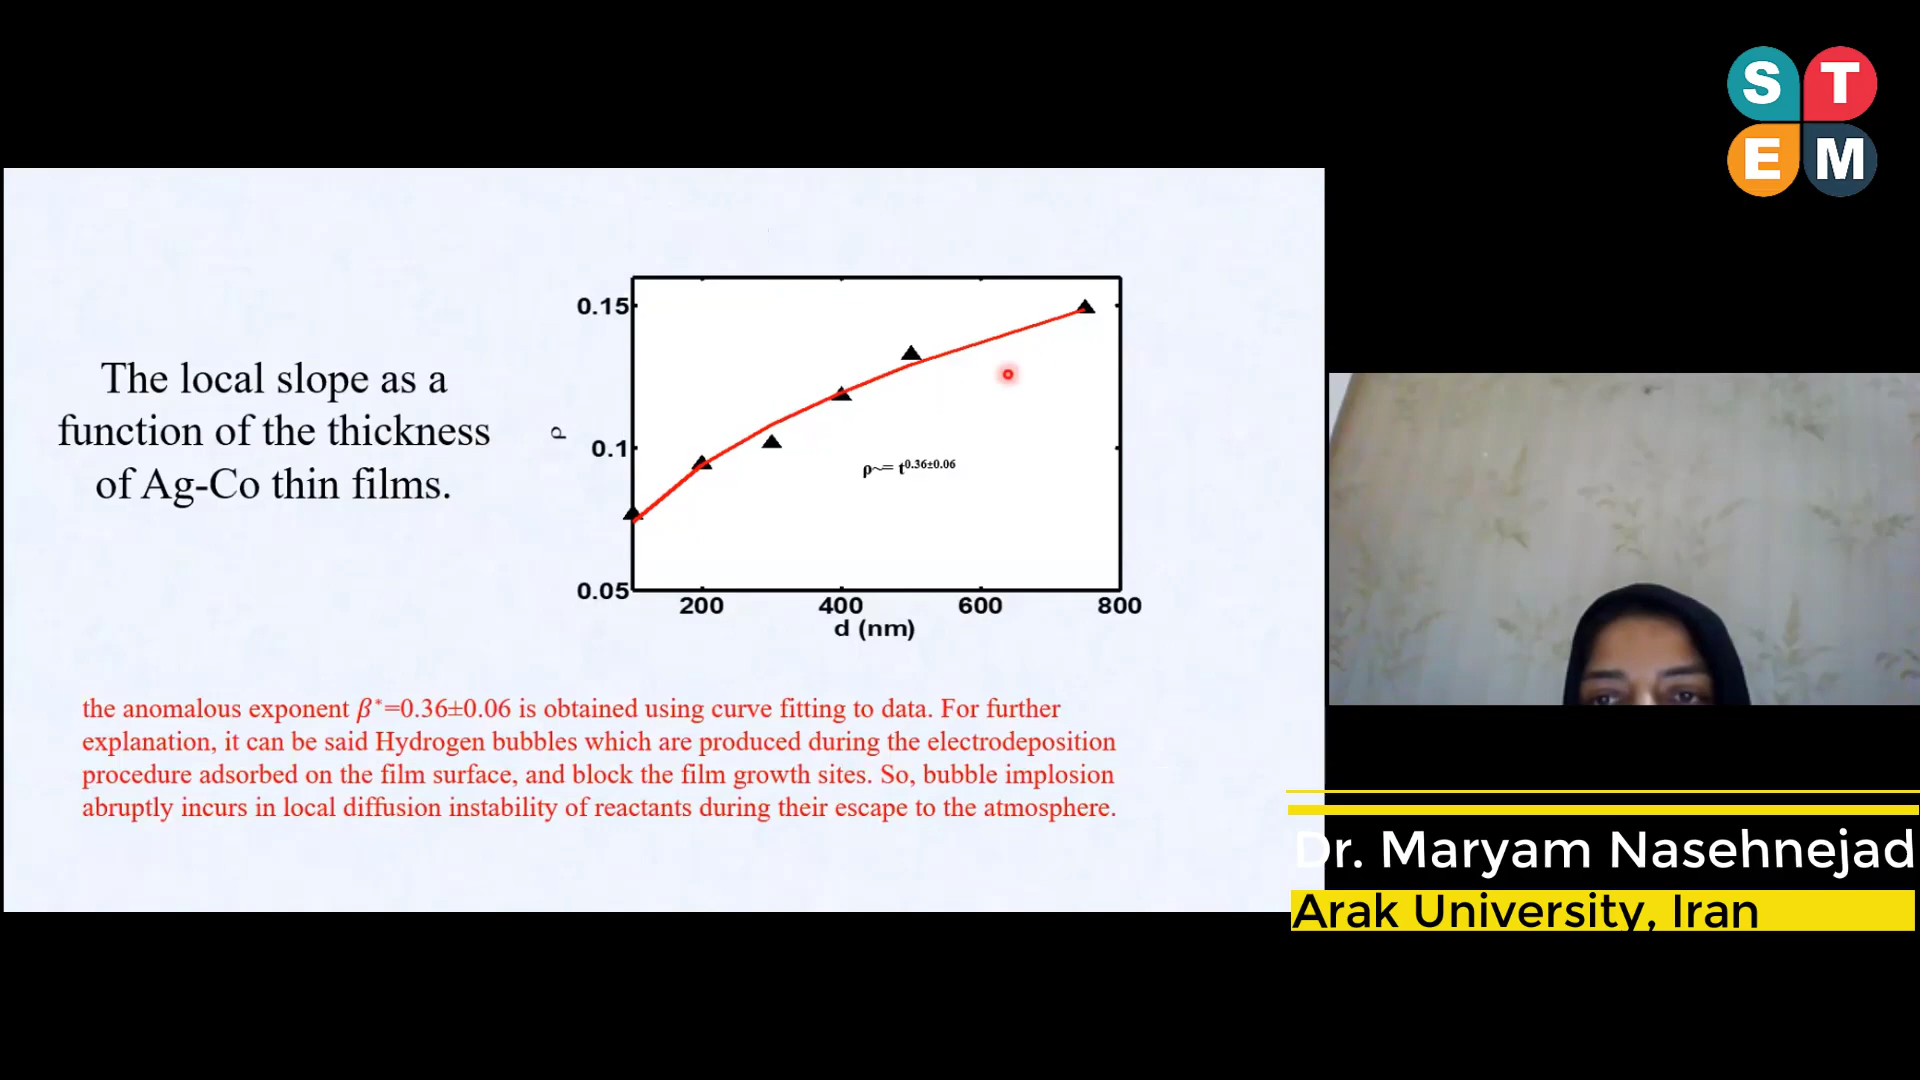 S T
E M
The local slope as a
function of the thickness
of Ag-Co thin films.
0.15
0.1
0.05
ρ
ρ~= t^0.36±0.06
200 400 600 800
d (nm)
the anomalous exponent β*=0.36±0.06 is obtained using curve fitting to data. For further
explanation, it can be said Hydrogen bubbles which are produced during the electrodeposition
procedure adsorbed on the film surface, and block the film growth sites. So, bubble implosion
abruptly incurs in local diffusion instability of reactants during their escape to the atmosphere.
Dr. Maryam Nasehnejad
Arak University, Iran